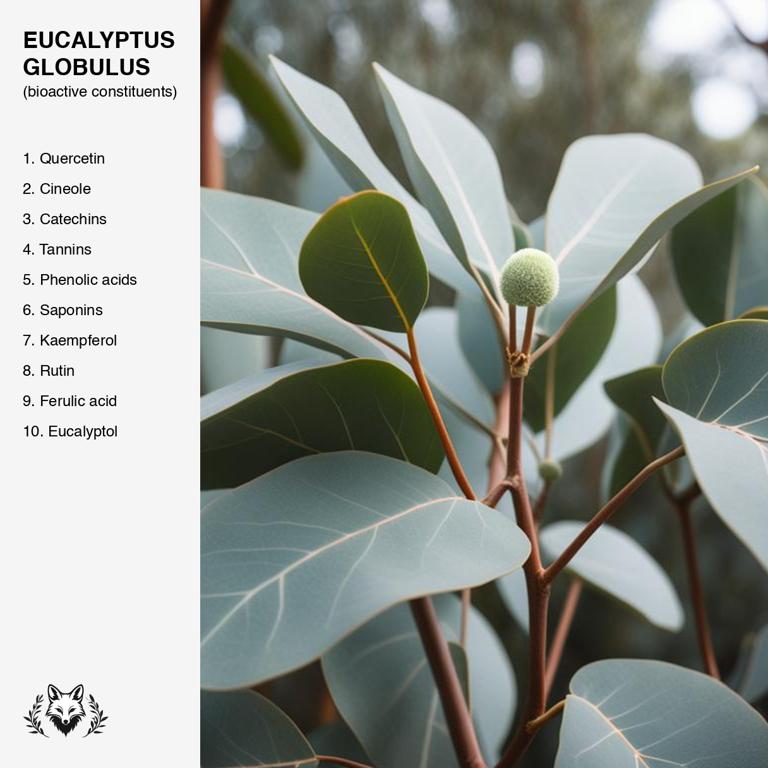 EUCALYPTUS
GLOBULUS
(bioactive constituents)
1. Quercetin
2. Cineole
3. Catechins
4. Tannins
5. Phenolic acids
6. Saponins
7. Kaempferol
8. Rutin
9. Ferulic acid
10. Eucalyptol